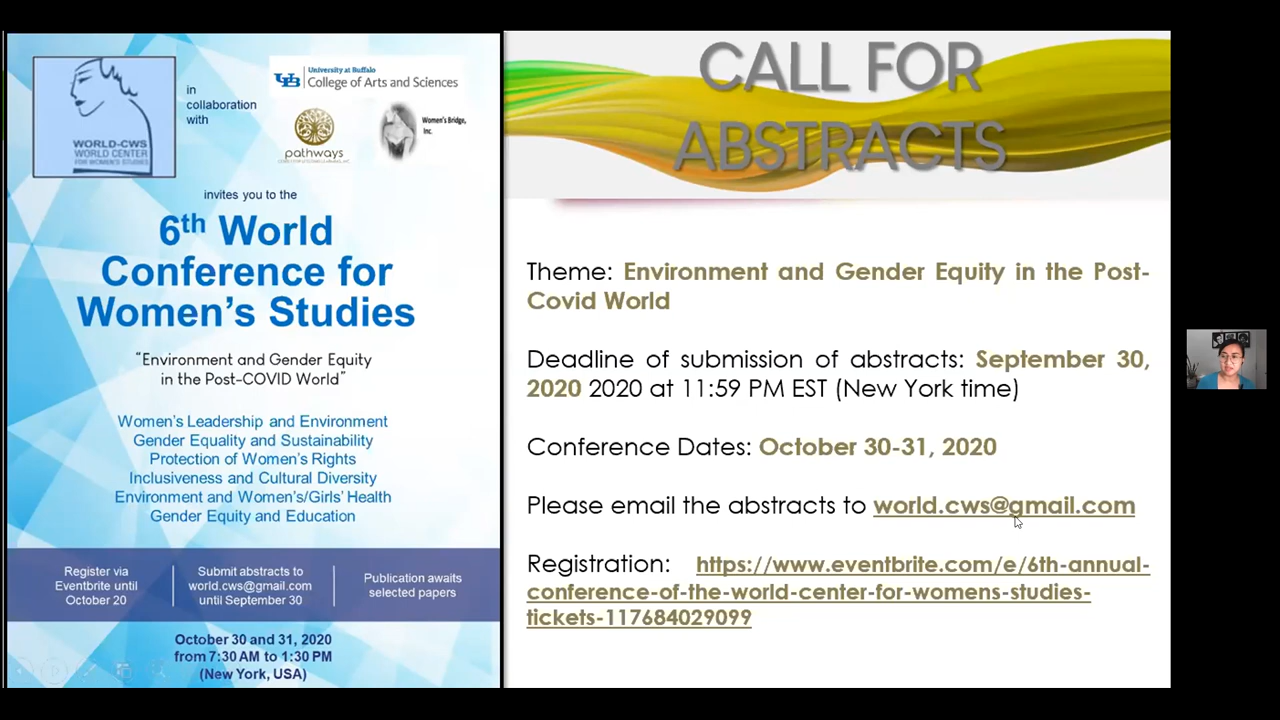 WORLD-CWS
WORLD CENTER
FOR WOMEN'S STUDIES
in
collaboration
with
UB University at Buffalo
College of Arts and Sciences
pathways
Women's Bridge,
Inc.
invites you to the
6th World
Conference for
Women's Studies
"Environment and Gender Equity
in the Post-COVID World"
Women's Leadership and Environment
Gender Equality and Sustainability
Protection of Women's Rights
Inclusiveness and Cultural Diversity
Environment and Women's/Girls' Health
Gender Equity and Education
Register via
Eventbrite until
October 20
Submit abstracts to
world.cws@gmail.com
until September 30
Publication awaits
selected papers
October 30 and 31, 2020
from 7:30 AM to 1:30 PM
(New York, USA)
CALL FOR
ABSTRACTS
Theme: Environment and Gender Equity in the Post-
Covid World
Deadline of submission of abstracts: September 30,
2020 2020 at 11:59 PM EST (New York time)
Conference Dates: October 30-31, 2020
Please email the abstracts to world.cws@gmail.com
Registration: https://www.eventbrite.com/e/6th-annual-
conference-of-the-world-center-for-womens-studies-
tickets-117684029099